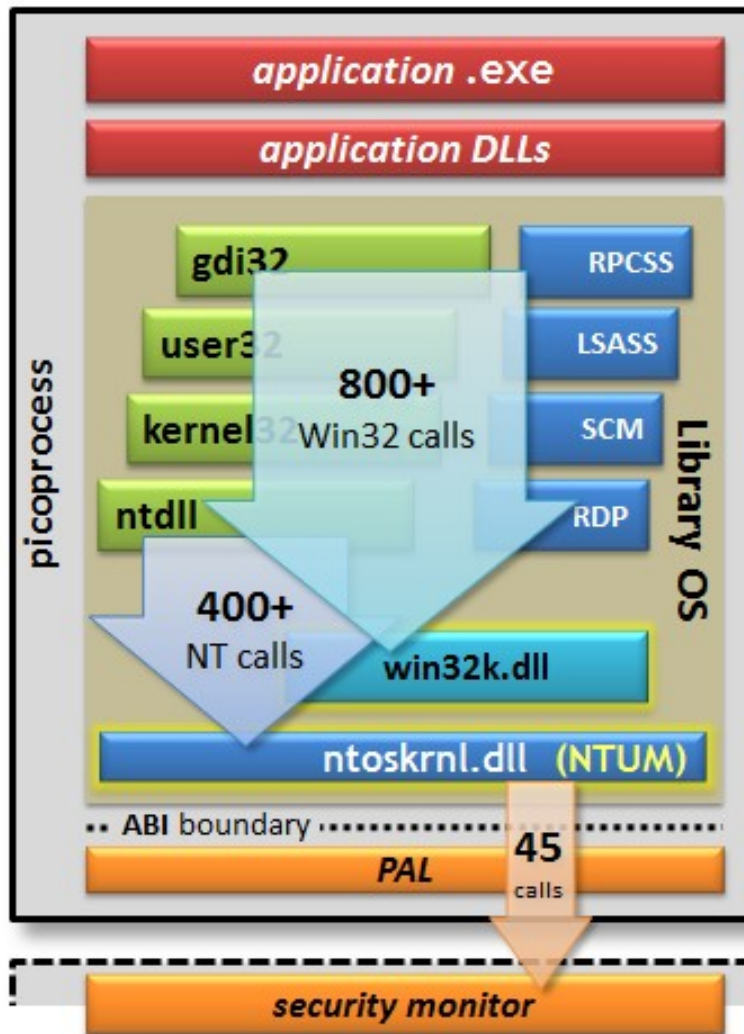 application .exe
application DLLs
gdi32
RPCSS
user32
LSASS
800+
Win32 calls
kernel32
SCM
ntdll
RDP
picoprocess
Library OS
400+
NT calls
win32k.dll
ntoskrnl.dll (NTUM)
ABI boundary
45
calls
PAL
security monitor